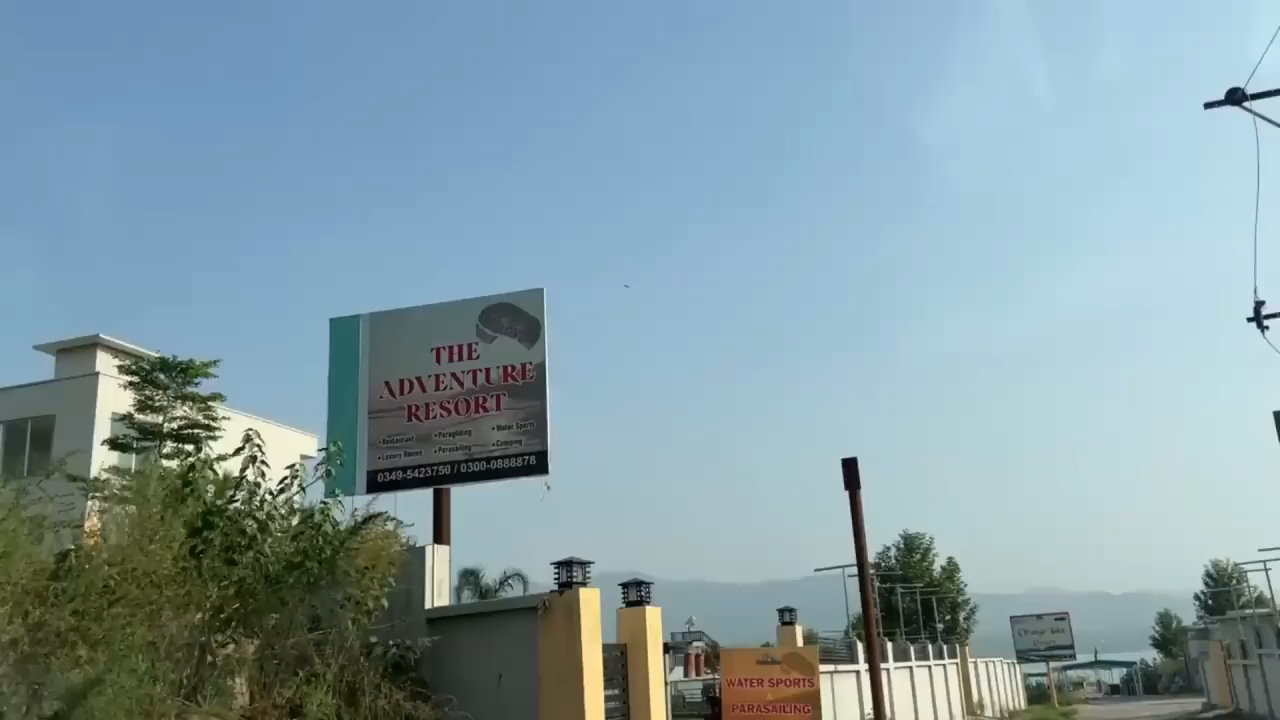 THE
ADVENTURE
RESORT
• Restaurant • Paragliding • Water Sports
• Luxury Rooms • Parasailing • Camping
0349-5423750 / 0300-0888878
WATER SPORTS
PARASAILING